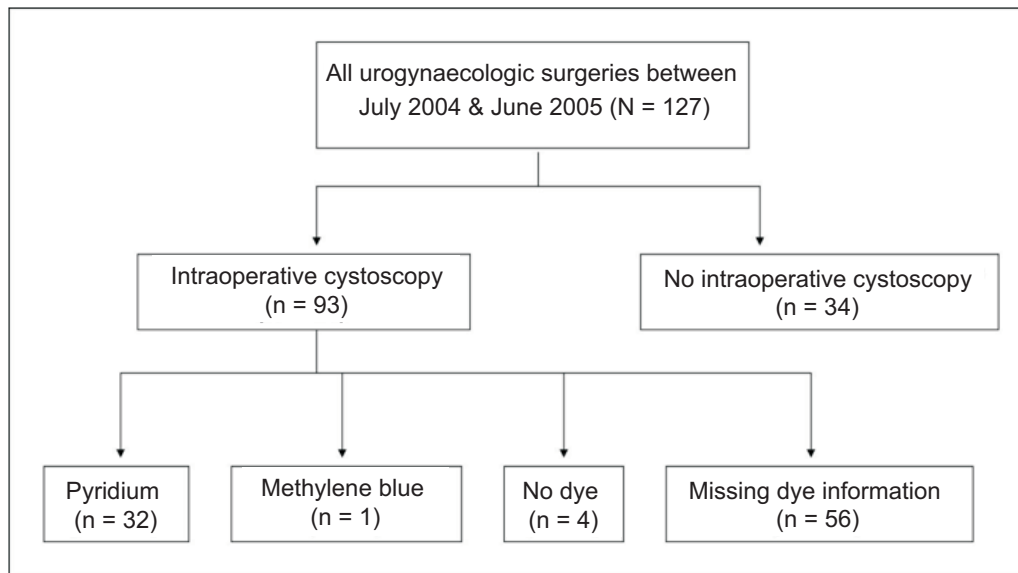 All urogynaecologic surgeries between
July 2004 & June 2005 (N = 127)
Intraoperative cystoscopy
(n = 93)
No intraoperative cystoscopy
(n = 34)
Pyridium
(n = 32)
Methylene blue
(n = 1)
No dye
(n = 4)
Missing dye information
(n = 56)